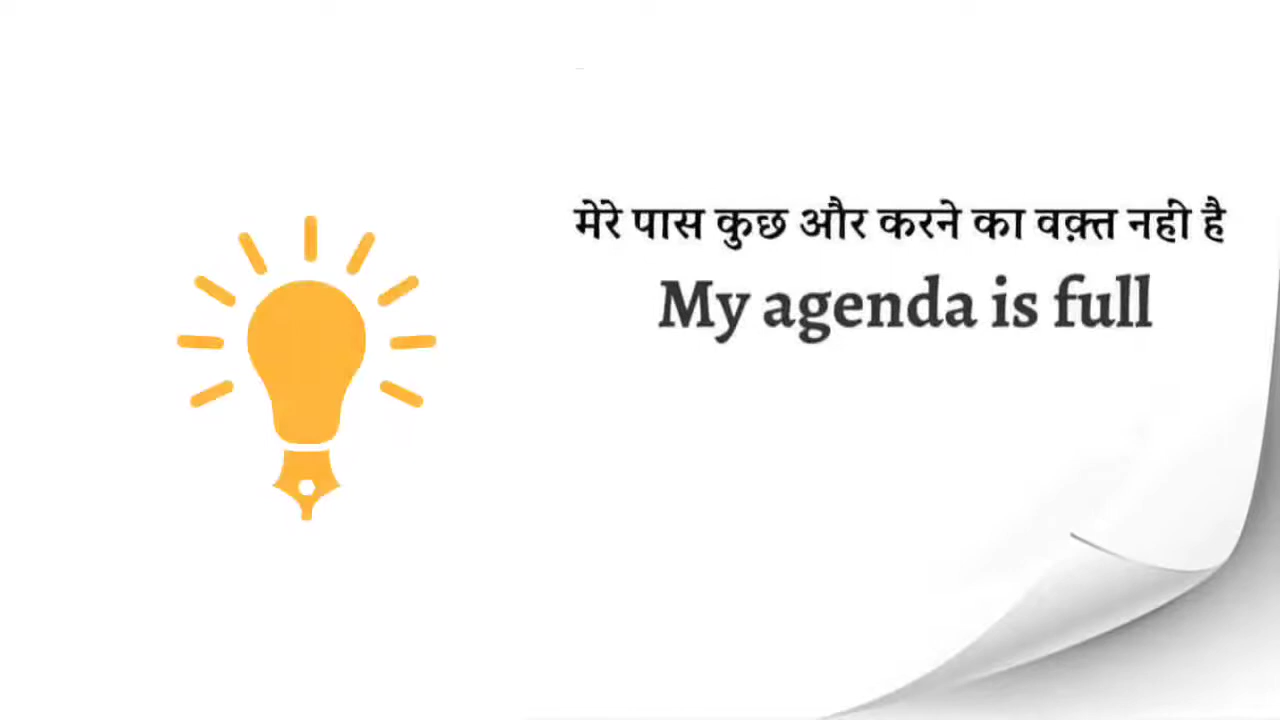 मेरे पास कुछ और करने का वक़्त नहीं है
My agenda is full